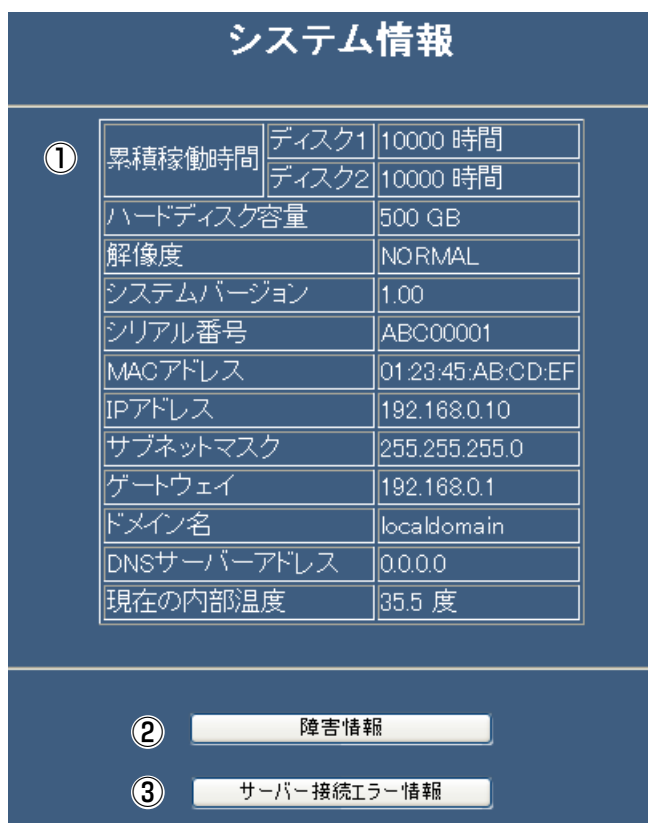 システム情報
①
累積稼働時間 ディスク1 10000 時間
ディスク2 10000 時間
ハードディスク容量 500 GB
解像度 NORMAL
システムバージョン 1.00
シリアル番号 ABC00001
MACアドレス 01:23:45:AB:CD:EF
IPアドレス 192.168.0.10
サブネットマスク 255.255.255.0
ゲートウェイ 192.168.0.1
ドメイン名 localdomain
DNSサーバーアドレス 0.0.0.0
現在の内部温度 35.5 度
② 障害情報
③ サーバー接続エラー情報